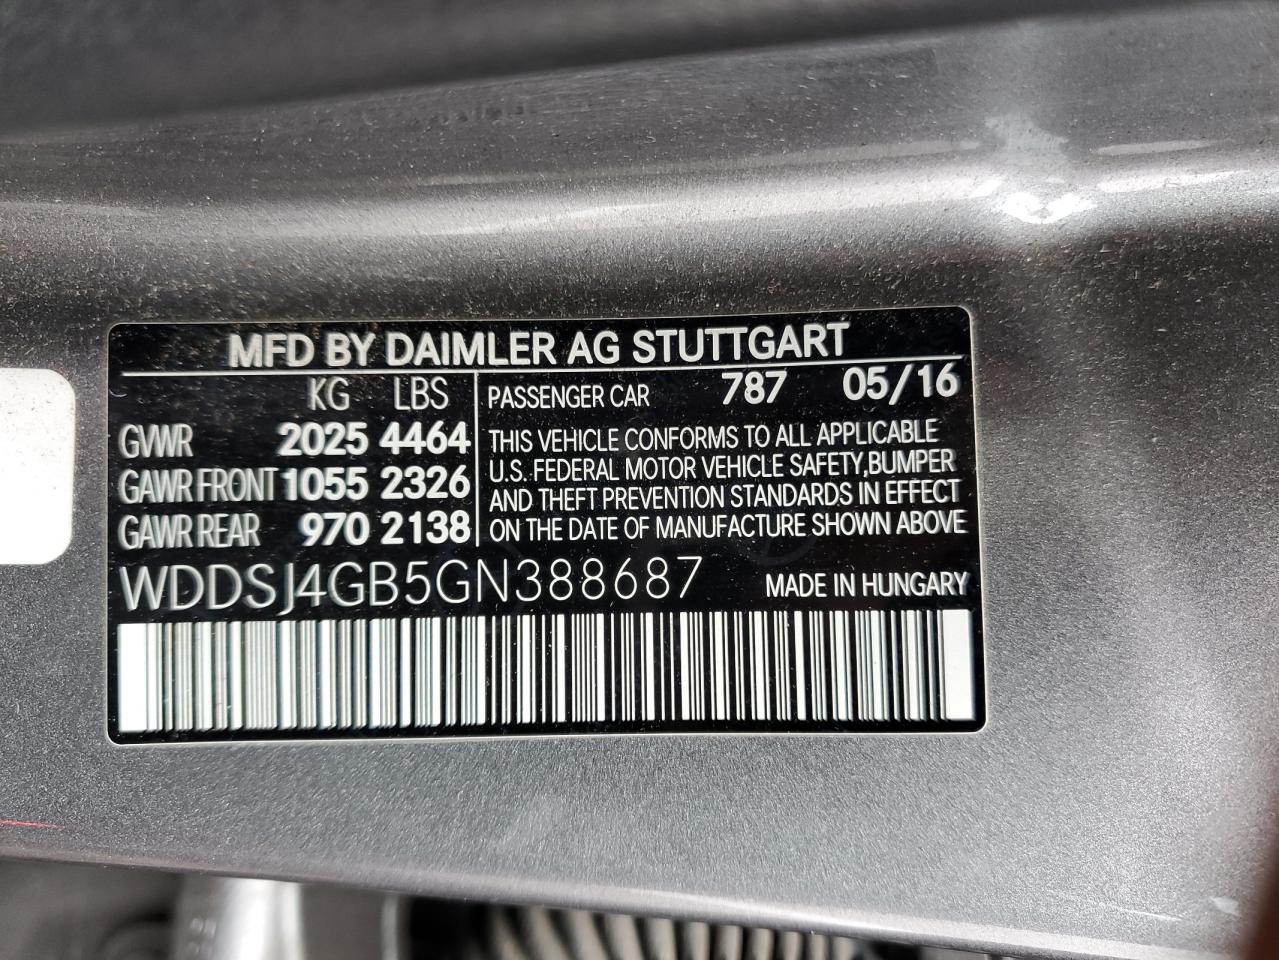 MFD BY DAIMLER AG STUTTGART
KG LBS
GVWR 2025 4464
GAWR FRONT 1055 2326
GAWR REAR 970 2138
PASSENGER CAR 787 05/16
THIS VEHICLE CONFORMS TO ALL APPLICABLE
U.S. FEDERAL MOTOR VEHICLE SAFETY, BUMPER
AND THEFT PREVENTION STANDARDS IN EFFECT
ON THE DATE OF MANUFACTURE SHOWN ABOVE
WDDSJ4GB5GN388687 MADE IN HUNGARY